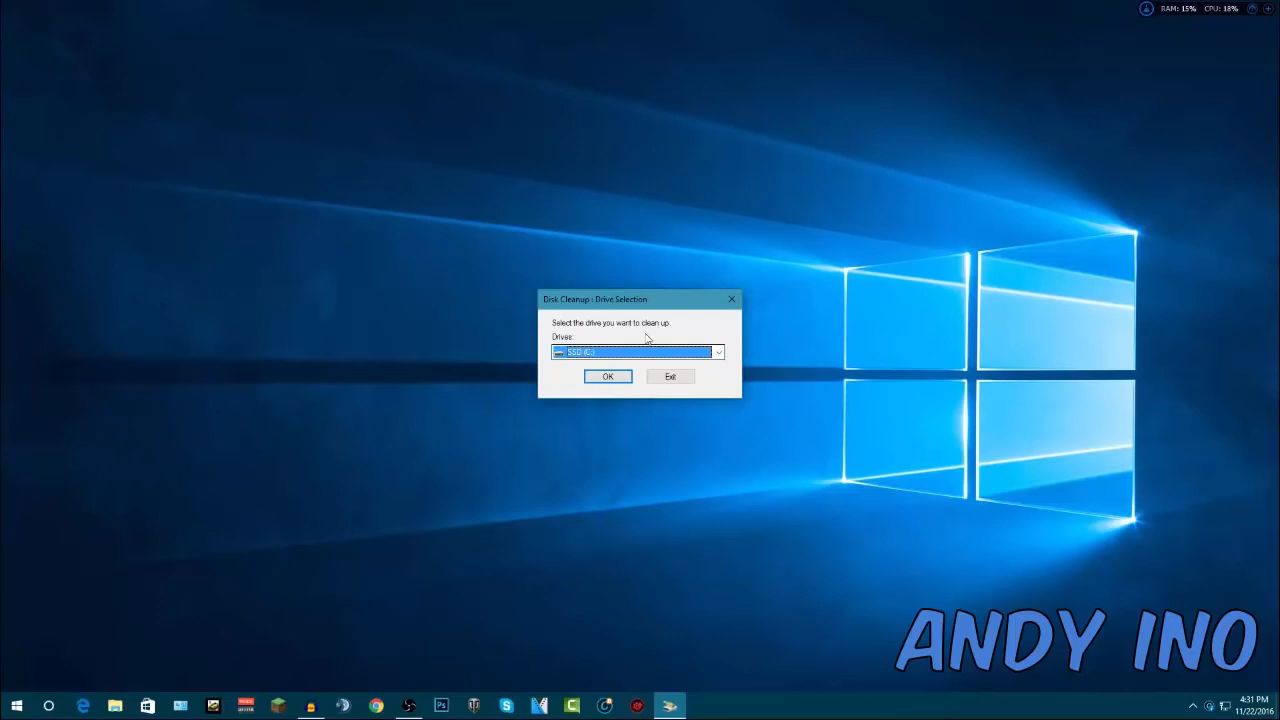 RAM: 15% CPU: 18%
Disk Cleanup : Drive Selection
Select the drive you want to clean up.
Drives:
SSD (C:)
OK Exit
ANDY INO
Ps
4:31 PM
11/22/2016